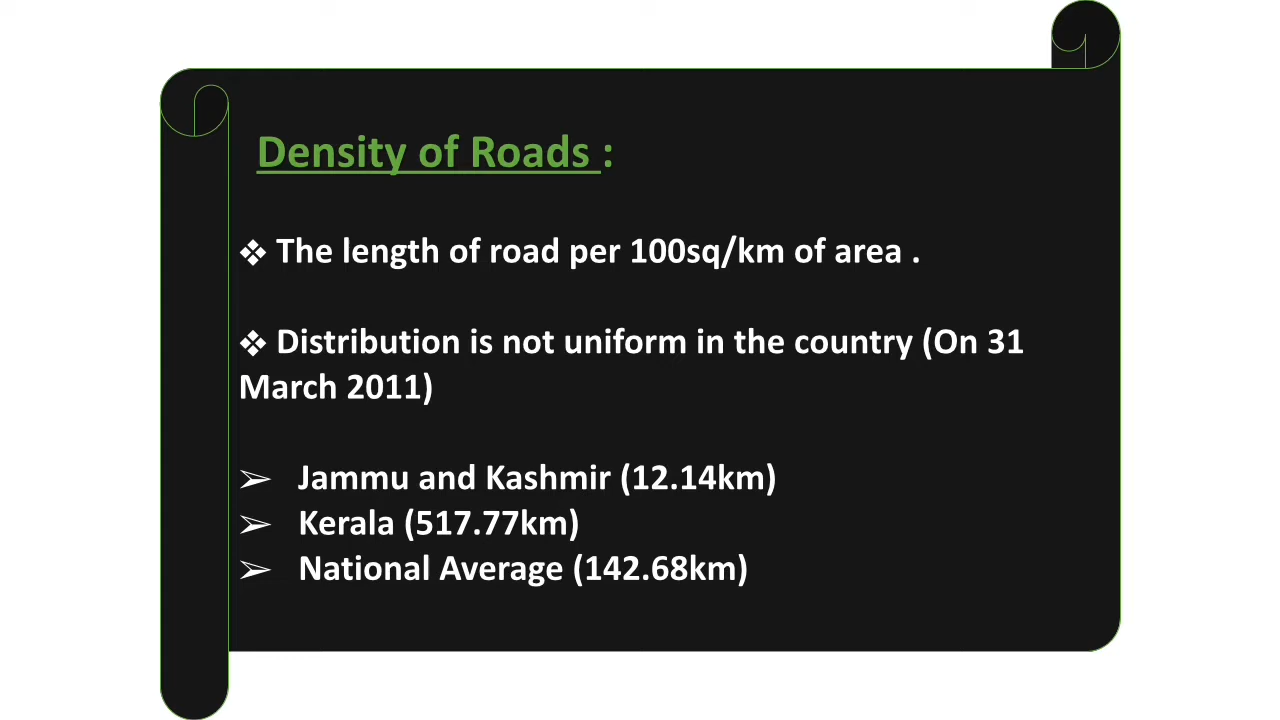 Density of Roads :
❖ The length of road per 100sq/km of area .
❖ Distribution is not uniform in the country (On 31
March 2011)
➢ Jammu and Kashmir (12.14km)
➢ Kerala (517.77km)
➢ National Average (142.68km)